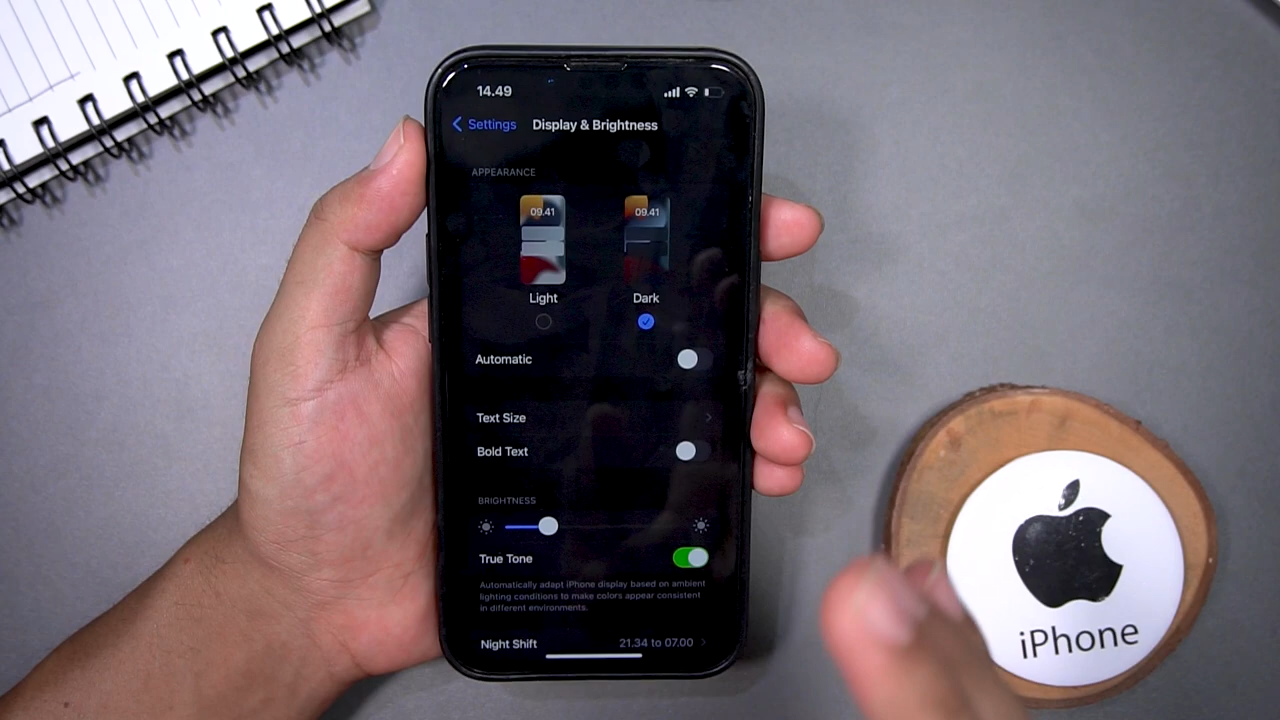 14.49
Settings Display & Brightness
APPEARANCE
09.41 09.41
Light Dark
Automatic
Text Size
Bold Text
BRIGHTNESS
True Tone
Automatically adapt iPhone display based on ambient
lighting conditions to make colors appear consistent
in different environments.
Night Shift 21.34 to 07.00
iPhone